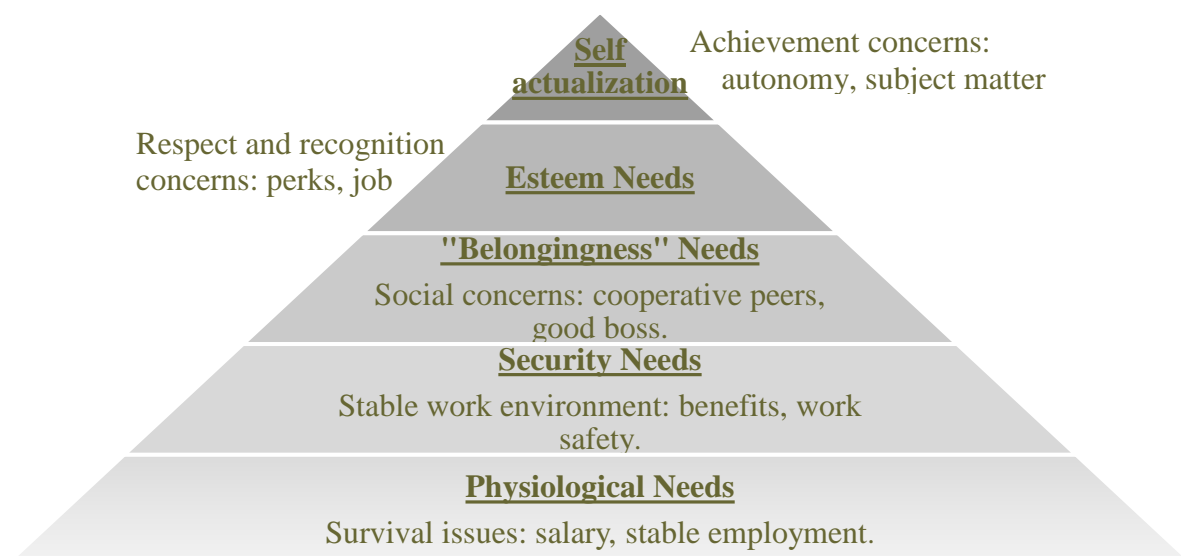 Self
actualization
Achievement concerns:
autonomy, subject matter
Respect and recognition
concerns: perks, job
Esteem Needs
"Belongingness" Needs
Social concerns: cooperative peers,
good boss.
Security Needs
Stable work environment: benefits, work
safety.
Physiological Needs
Survival issues: salary, stable employment.